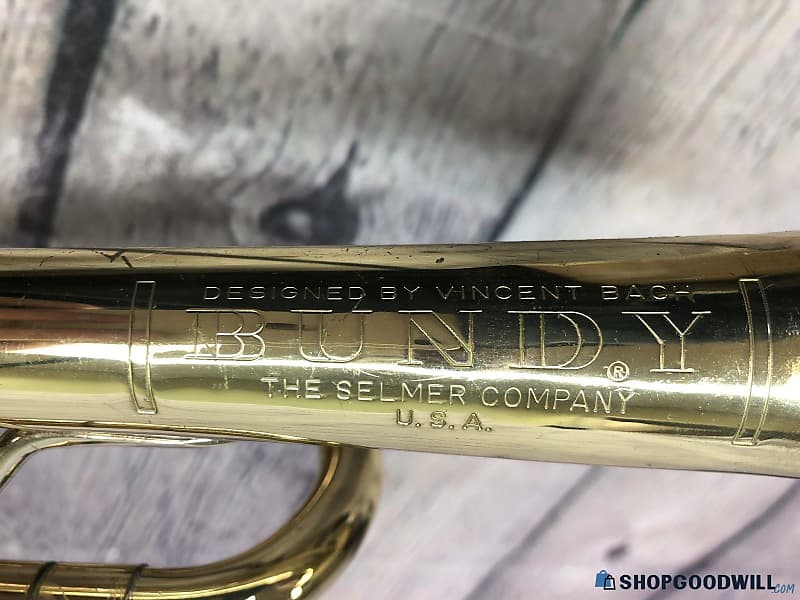 DESIGNED BY VINCENT BACH
BUNDY®
THE SELMER COMPANY
U.S.A.
SHOPGOODWILL.COM